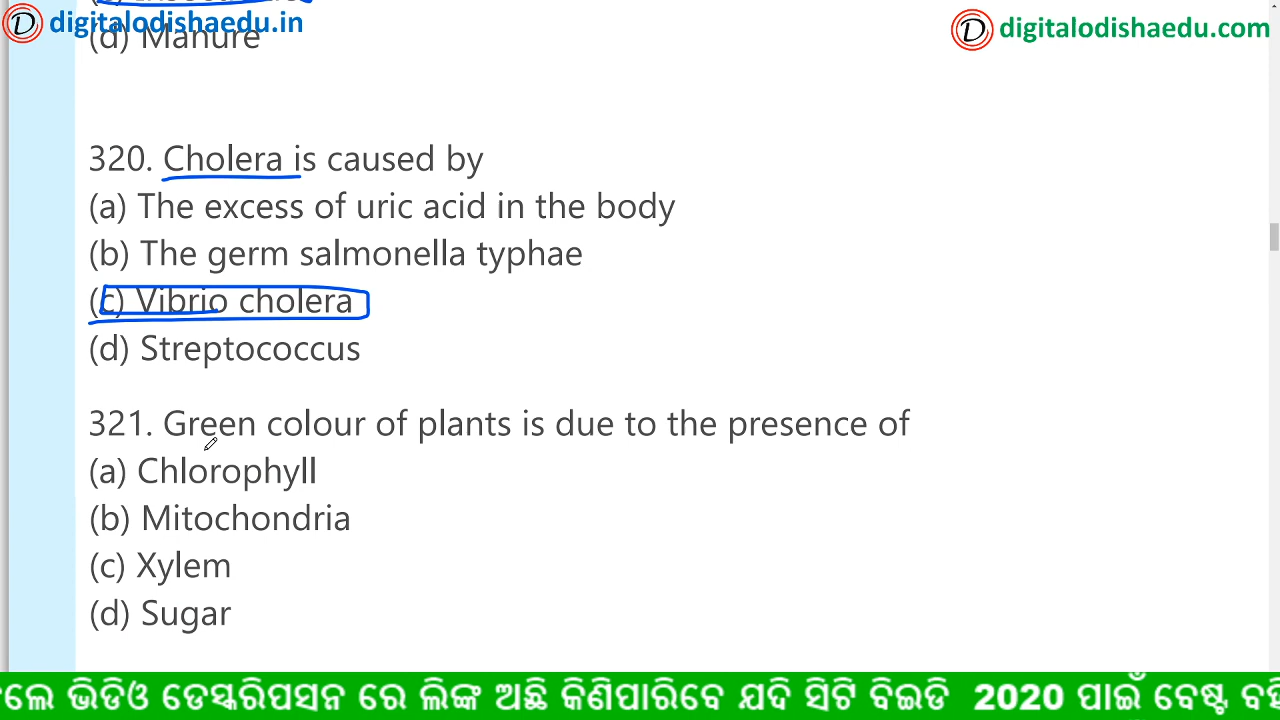 digitalodishaedu.in
digitalodishaedu.com
(d) Manure
320. Cholera is caused by
(a) The excess of uric acid in the body
(b) The germ salmonella typhae
(c) Vibrio cholera
(d) Streptococcus
321. Green colour of plants is due to the presence of
(a) Chlorophyll
(b) Mitochondria
(c) Xylem
(d) Sugar
ଭିଡିଓ ଡେସ୍କରିପସନ ରେ ଲିଙ୍କ ଅଛି କିଣିପାରିବେ ଯଦି ସିଟି ବିଇଡି 2020 ପାଇଁ ବେଷ୍ଟ